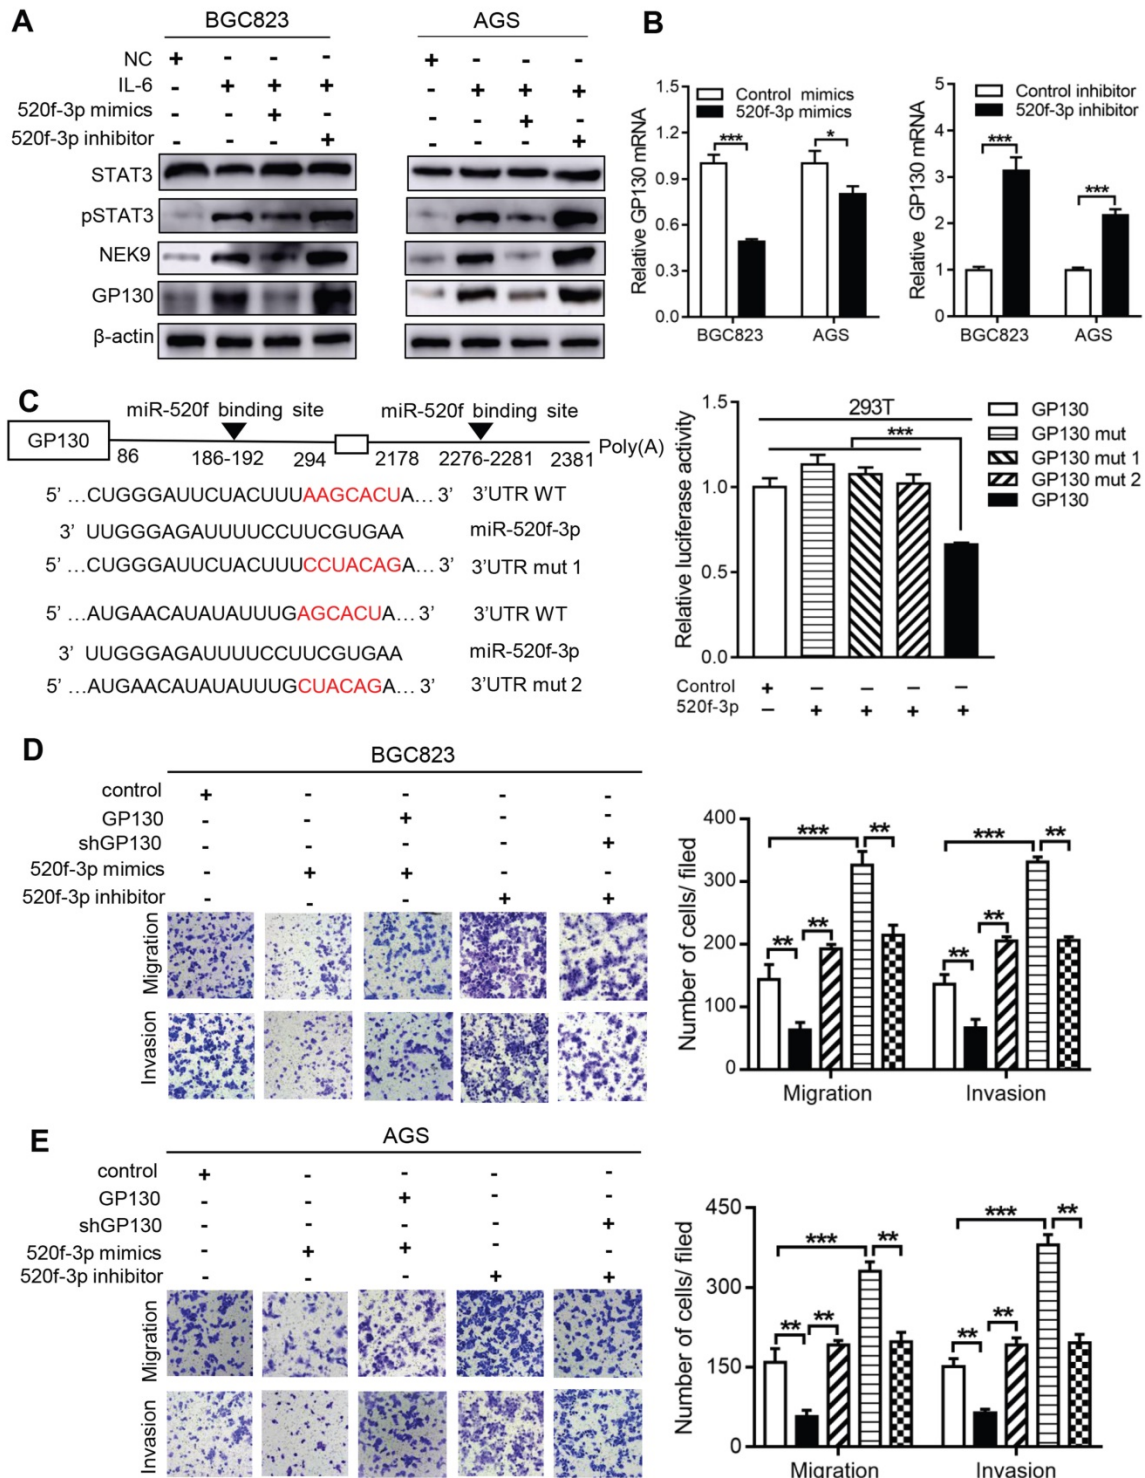 A
BGC823
AGS
NC + - - - + - - -
IL-6 - + + + - + + +
520f-3p mimics - - + - - - + -
520f-3p inhibitor - - - + - - - +
STAT3
pSTAT3
NEK9
GP130
β-actin
B
Relative GP130 mRNA
1.5
1.2
0.9
0.6
0.3
0.0
Control mimics
520f-3p mimics
***
*
BGC823 AGS
Relative GP130 mRNA
5
4
3
2
1
0
Control inhibitor
520f-3p inhibitor
***
***
BGC823 AGS
C
miR-520f binding site miR-520f binding site
GP130 Poly(A)
86 186-192 294 2178 2276-2281 2381
5' ...CUGGGAUUCUACUUUAAGCACUA... 3' 3'UTR WT
3' UUGGGAGAUUUUCCUUCGUGAA miR-520f-3p
5' ...CUGGGAUUCUACUUUCCUACAGA... 3' 3'UTR mut 1
5' ...AUGAACAUAUAUUUGAGCACUA... 3' 3'UTR WT
3' UUGGGAGAUUUUCCUUCGUGAA miR-520f-3p
5' ...AUGAACAUAUAUUUGCUACAGA... 3' 3'UTR mut 2
Relative luciferase activity
1.5
1.0
0.5
0.0
293T
***
GP130
GP130 mut
GP130 mut 1
GP130 mut 2
GP130
Control + – – – –
520f-3p – + + + +
D
BGC823
control + - - - -
GP130 - - + - -
shGP130 - - - - +
520f-3p mimics - + + - -
520f-3p inhibitor - - - + +
Migration
Invasion
Number of cells/ filed
400
300
200
100
0
*** ** ** **
*** ** ** **
Migration Invasion
E
AGS
control + - - - -
GP130 - - + - -
shGP130 - - - - +
520f-3p mimics - + + - -
520f-3p inhibitor - - - + +
Migration
Invasion
Number of cells/ filed
450
300
150
0
*** ** ** **
*** ** ** **
Migration Invasion